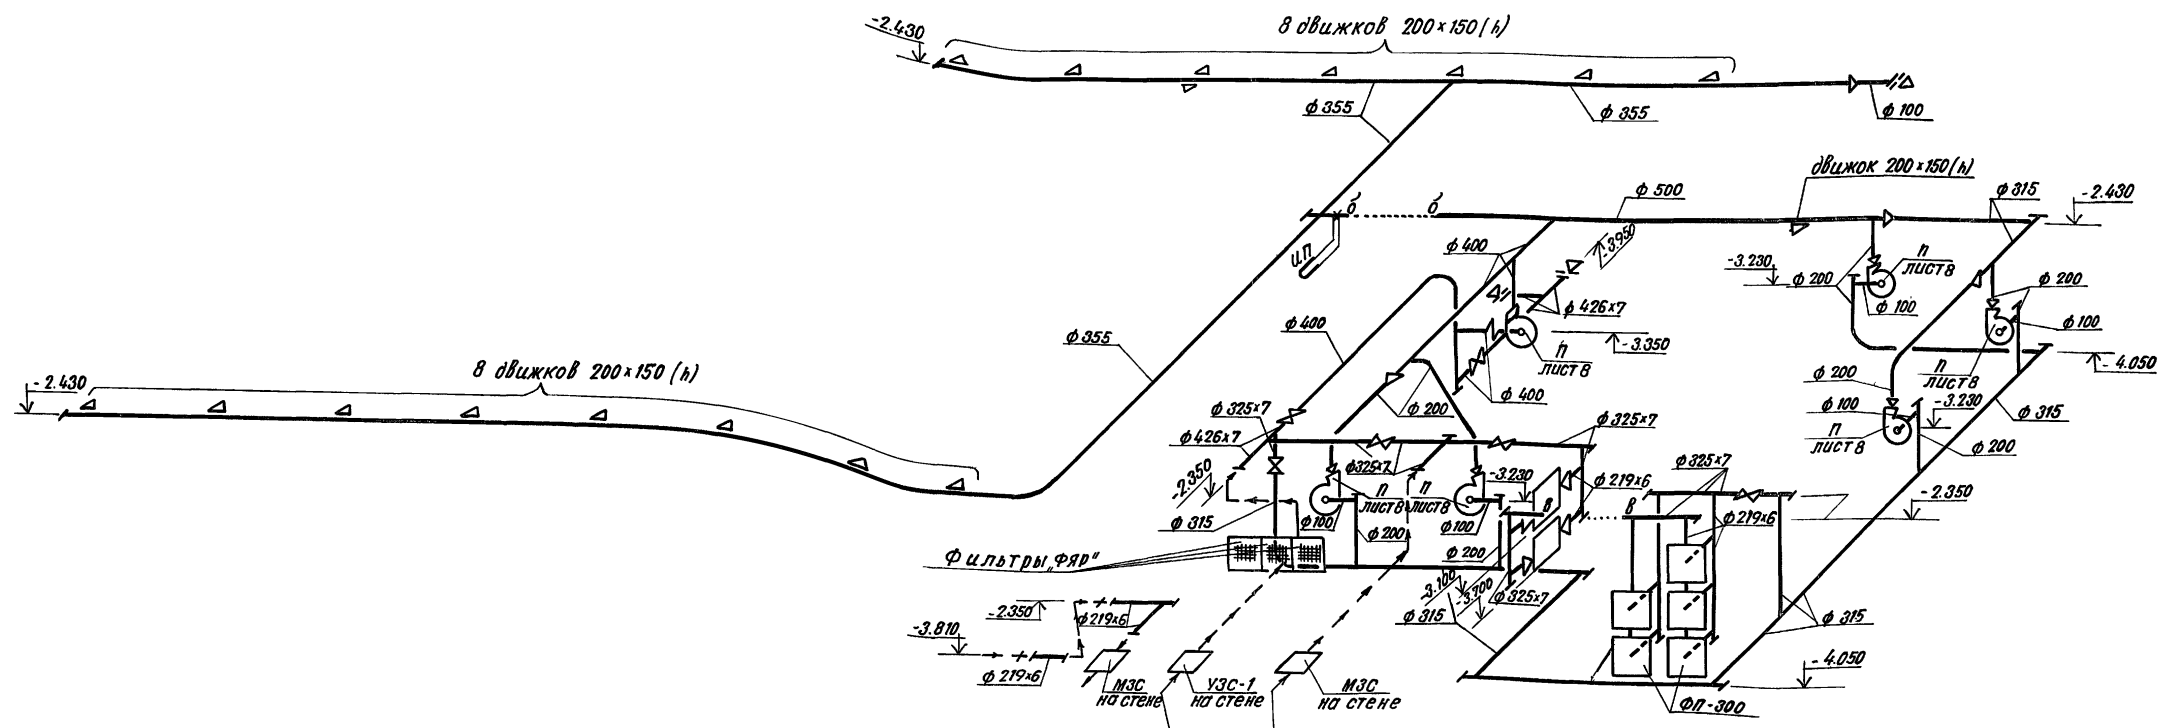 -2.430
8 движков 200×150(h)
ф 355
ф 355
ф 100
движок 200×150(h)
ф 500
ф 315
-2.430
б
б
и.п
ф 400
-3.950
-3.230
ф 200
П
лист 8
ф 100
ф 200
ф 100
ф 426×7
П
лист 8
-3.350
ф 400
ф 355
П
лист 8
-4.050
-2.430
8 движков 200×150 (h)
ф 200
ф 400
ф 200
ф 100
-3.230
ф 315
П
лист 8
ф 200
ф 325×7
ф 426×7
ф 325×7
ф 325×7
-2.350
П
лист 8
П
лист 8
-3.230
в
ф 219×6
ф 325×7
-2.350
в
ф 219×6
ф 315
ф 100
ф 200
ф 100
ф 200
Фильтры „ФЯР"
-3.100
-3.700
ф 325×7
ф 315
ф 315
-2.350
ф 219×6
-3.810
ф 219×6
МЗС
на стене
УЗС-1
на стене
МЗС
на стене
-4.050
ФП-300